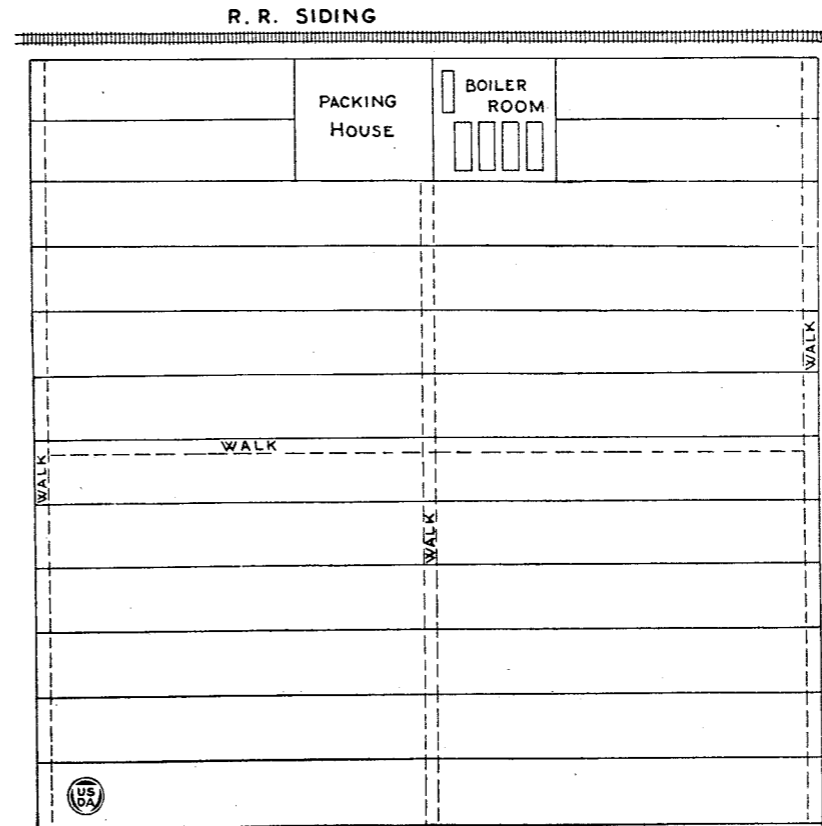 R. R. SIDING
PACKING
HOUSE
BOILER
ROOM
WALK
WALK
WALK
WALK
US
DA